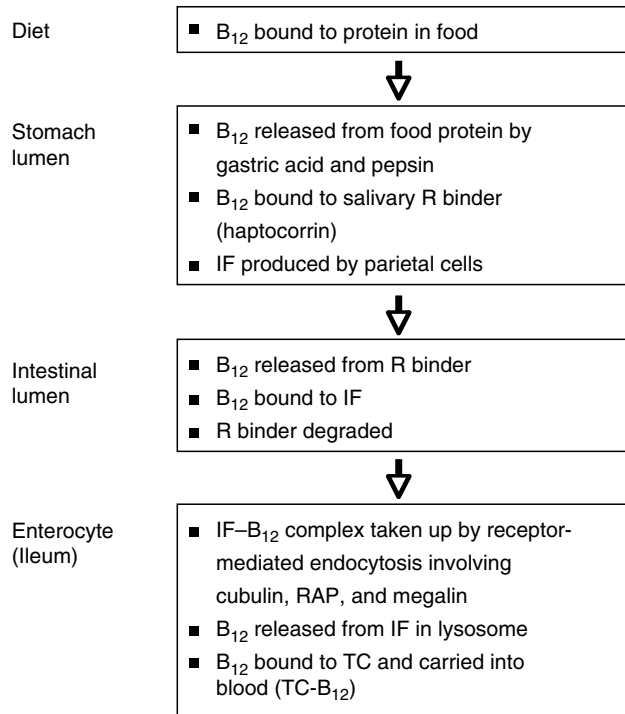 Diet
■ B₁₂ bound to protein in food
Stomach
lumen
■ B₁₂ released from food protein by
gastric acid and pepsin
■ B₁₂ bound to salivary R binder
(haptocorrin)
■ IF produced by parietal cells
Intestinal
lumen
■ B₁₂ released from R binder
■ B₁₂ bound to IF
■ R binder degraded
Enterocyte
(Ileum)
■ IF–B₁₂ complex taken up by receptor-
mediated endocytosis involving
cubulin, RAP, and megalin
■ B₁₂ released from IF in lysosome
■ B₁₂ bound to TC and carried into
blood (TC-B₁₂)